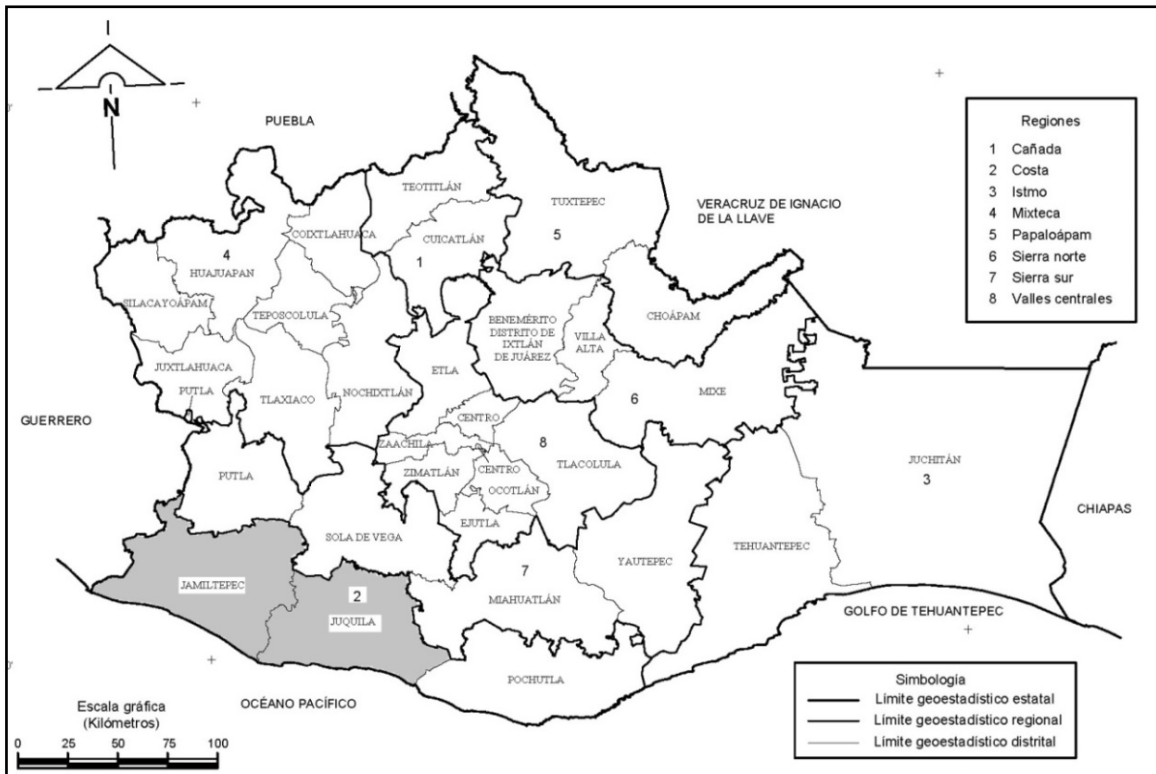 N
PUEBLA
VERACRUZ DE IGNACIO
DE LA LLAVE
GUERRERO
CHIAPAS
GOLFO DE TEHUANTEPEC
OCÉANO PACÍFICO
Regiones
1 Cañada
2 Costa
3 Istmo
4 Mixteca
5 Papaloápam
6 Sierra norte
7 Sierra sur
8 Valles centrales
TEOTITLÁN
TUXTEPEC
5
COIXTLAHUACA
CUICATLÁN
1
4
HUAJUAPAN
SILACAYOÁPAM
TEPOSCOLULA
BENEMÉRITO
DISTRITO DE
IXTLÁN
DE JUÁREZ
VILLA
ALTA
CHOÁPAM
JUXTLAHUACA
PUTLA
TLAXIACO
NOCHIXTLÁN
ETLA
MIXE
6
CENTRO
ZAACHILA
8
TLACOLULA
ZIMATLÁN
CENTRO
OCOTLÁN
EJUTLA
JUCHITÁN
3
PUTLA
SOLA DE VEGA
YAUTEPEC
TEHUANTEPEC
7
MIAHUATLÁN
JAMILTEPEC
2
JUQUILA
POCHUTLA
Escala gráfica
(Kilómetros)
0 25 50 75 100
Simbología
Límite geoestadístico estatal
Límite geoestadístico regional
Límite geoestadístico distrital